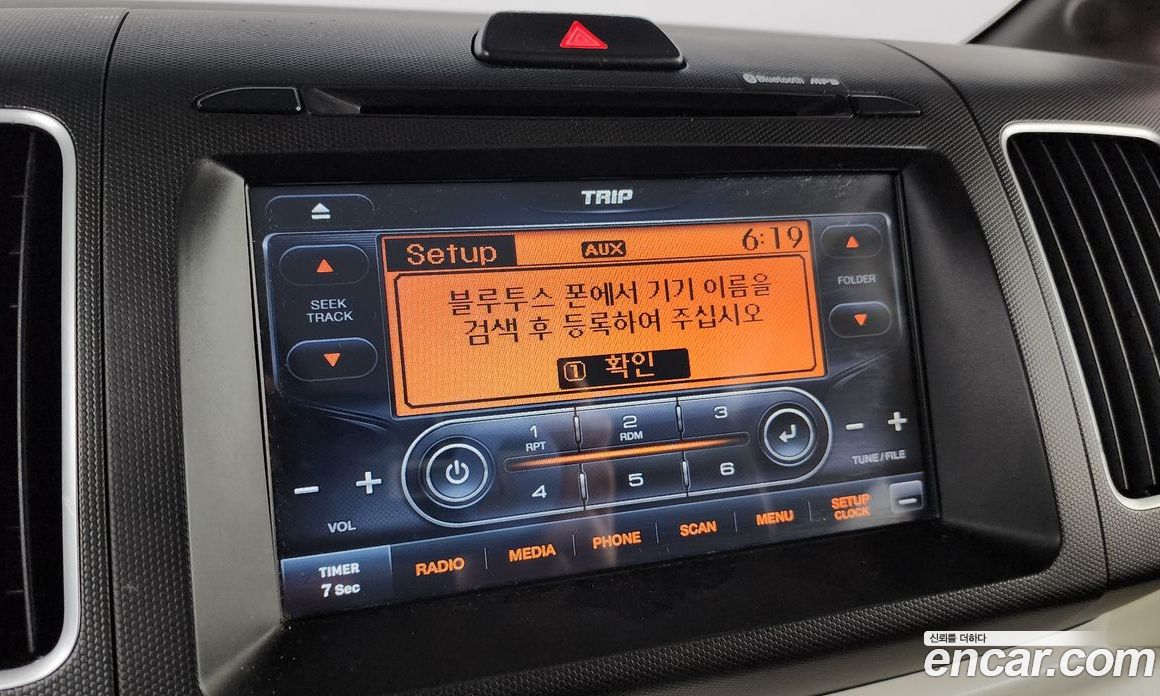 Bluetooth MP3
TRIP
Setup AUX 6:19
블루투스 폰에서 기기 이름을
검색 후 등록하여 주십시오
1 확인
SEEK
TRACK
FOLDER
1 RPT
2 RDM
3
4
5
6
− +
VOL
− +
TUNE / FILE
TIMER
7 Sec
RADIO
MEDIA
PHONE
SCAN
MENU
SETUP
CLOCK
신뢰를 더하다
encar.com